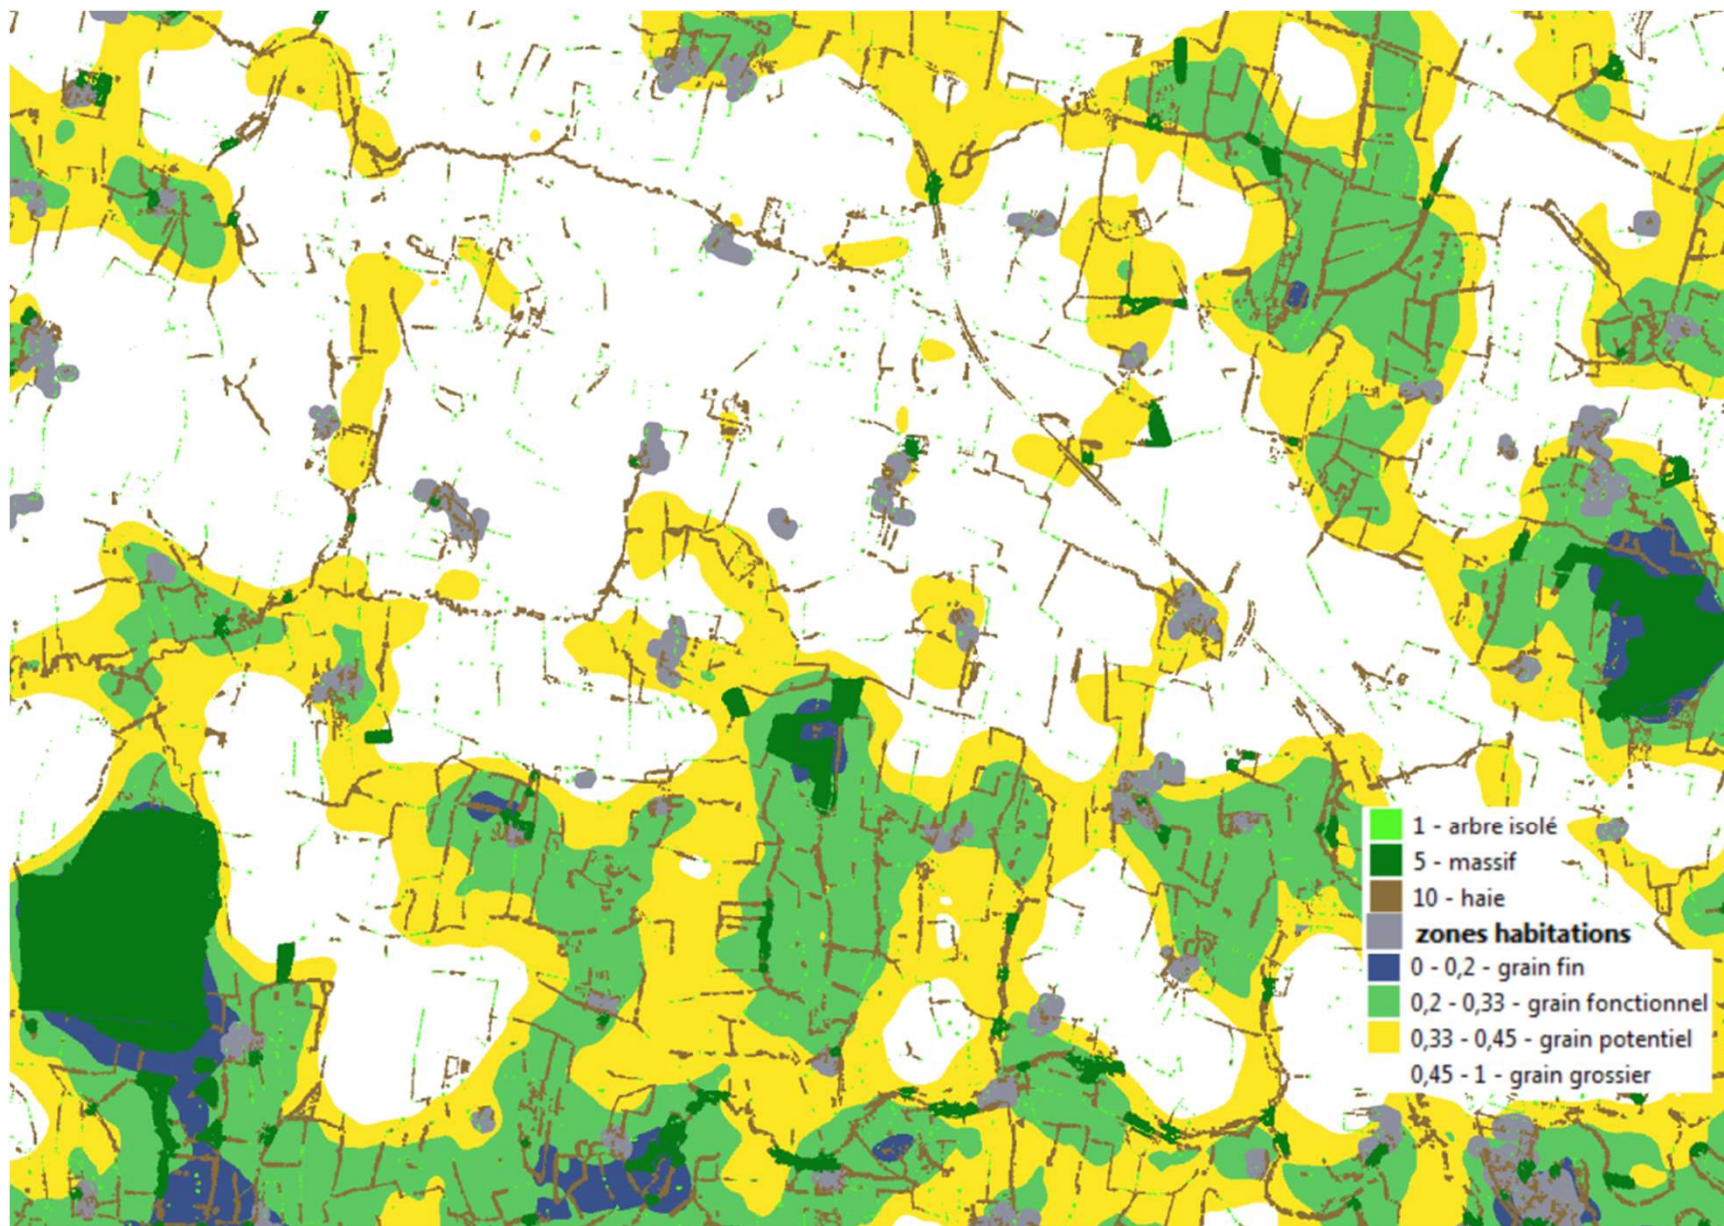 1 - arbre isolé
5 - massif
10 - haie
zones habitations
0 - 0,2 - grain fin
0,2 - 0,33 - grain fonctionnel
0,33 - 0,45 - grain potentiel
0,45 - 1 - grain grossier